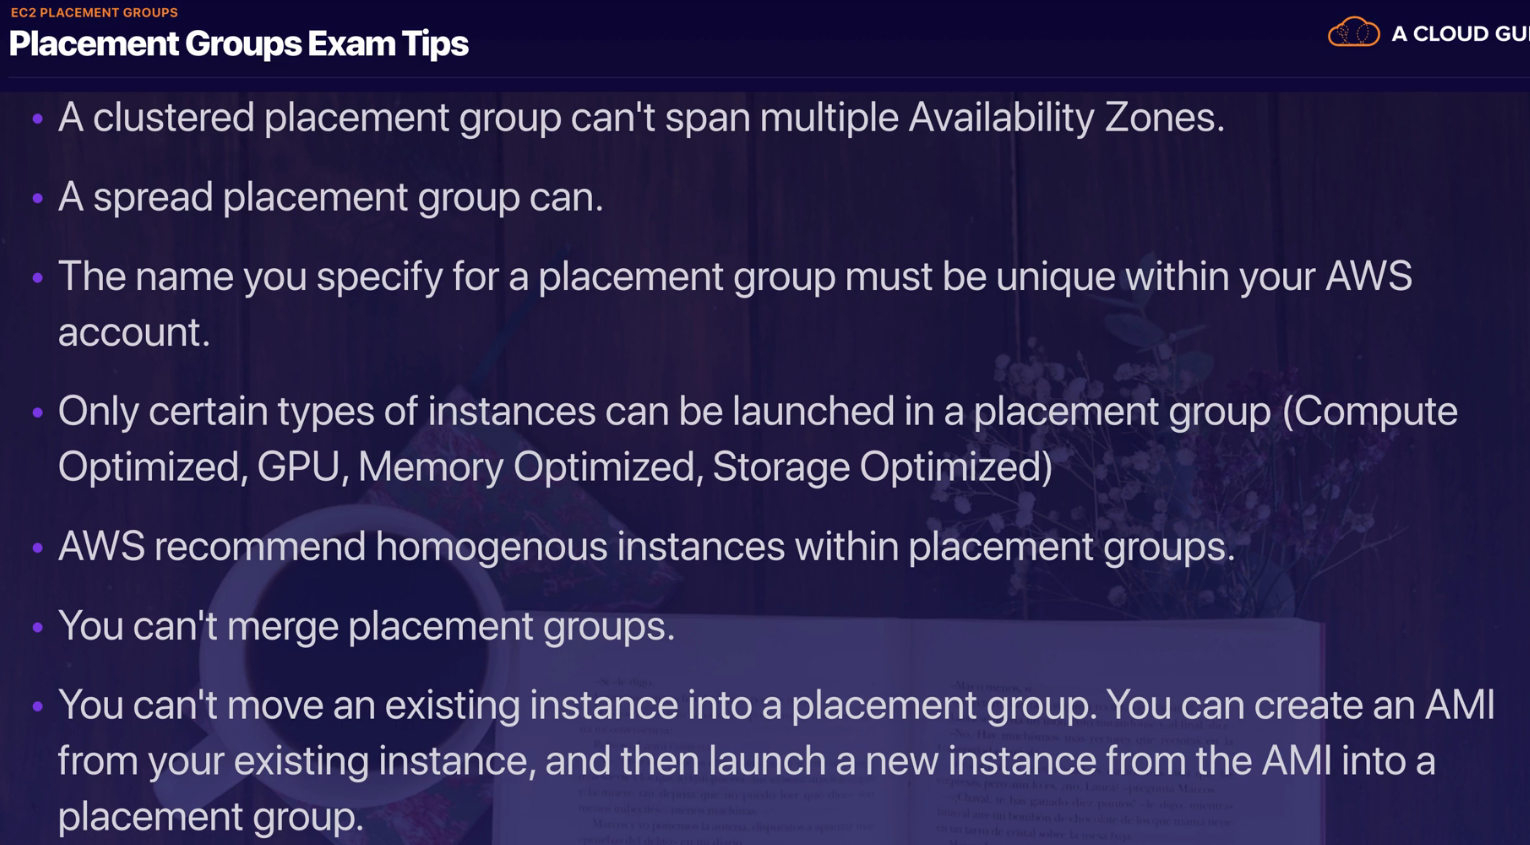 EC2 PLACEMENT GROUPS
Placement Groups Exam Tips
A CLOUD GU
• A clustered placement group can't span multiple Availability Zones.
• A spread placement group can.
• The name you specify for a placement group must be unique within your AWS
account.
• Only certain types of instances can be launched in a placement group (Compute
Optimized, GPU, Memory Optimized, Storage Optimized)
• AWS recommend homogenous instances within placement groups.
• You can't merge placement groups.
• You can't move an existing instance into a placement group. You can create an AMI
from your existing instance, and then launch a new instance from the AMI into a
placement group.